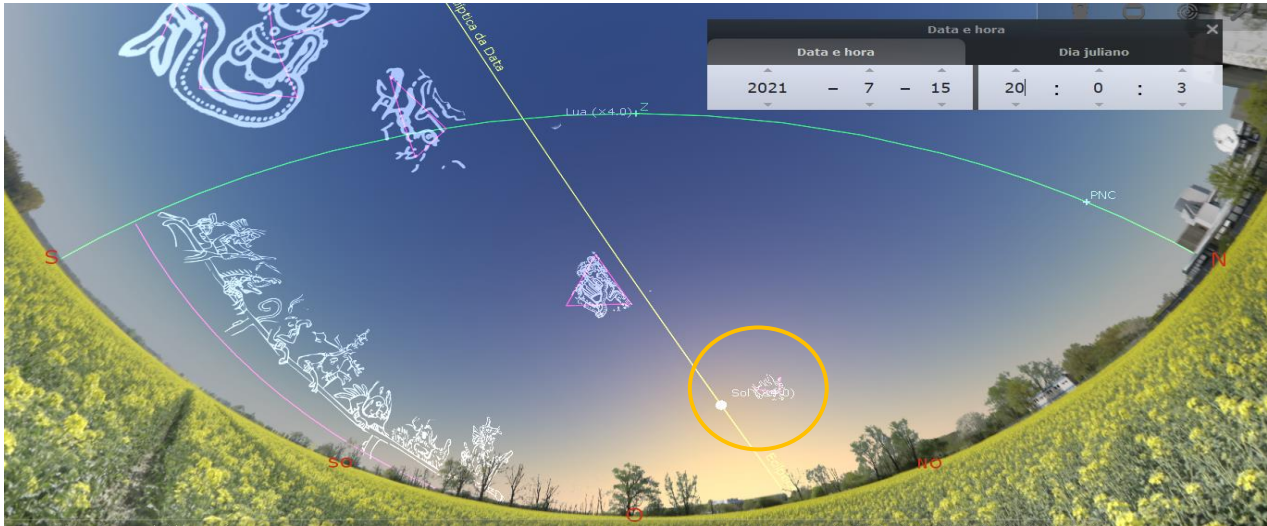 Data e hora ×
Data e hora Dia juliano
2021 – 7 – 15 20 : 0 : 3
díptica da Data
Lua (×4.0) Z
PNC
S
N
Sol (×4.0)
SO
NO
O